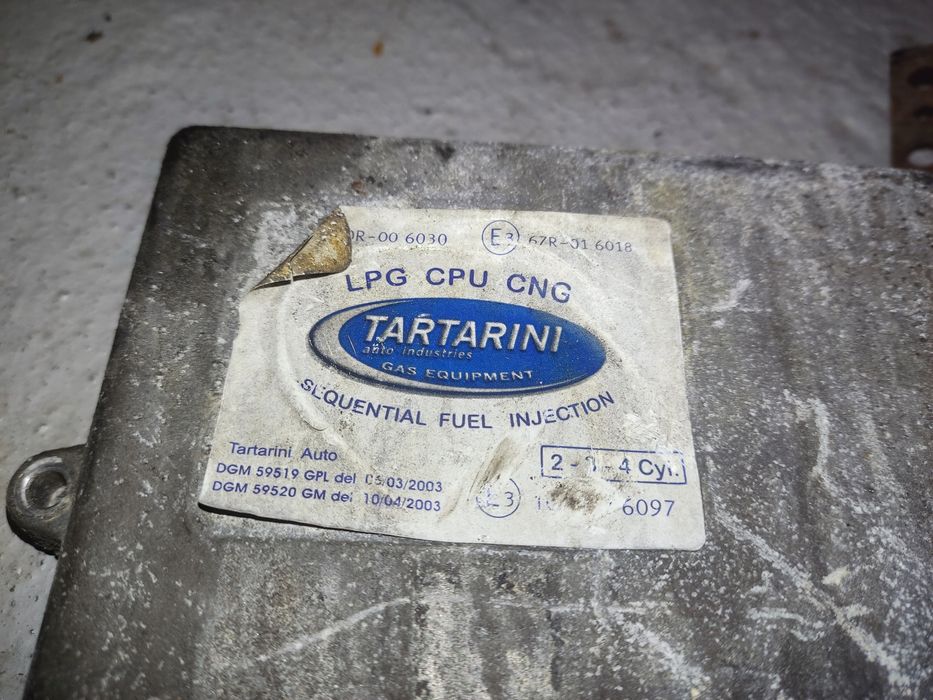 R-00 6030 E3 67R-01 6018
LPG CPU CNG
TARTARINI
auto industries
GAS EQUIPMENT
SEQUENTIAL FUEL INJECTION
Tartarini Auto
DGM 59519 GPL del /03/2003
DGM 59520 GM del 10/04/2003
2 - 3 - 4 Cyl.
E3 6097